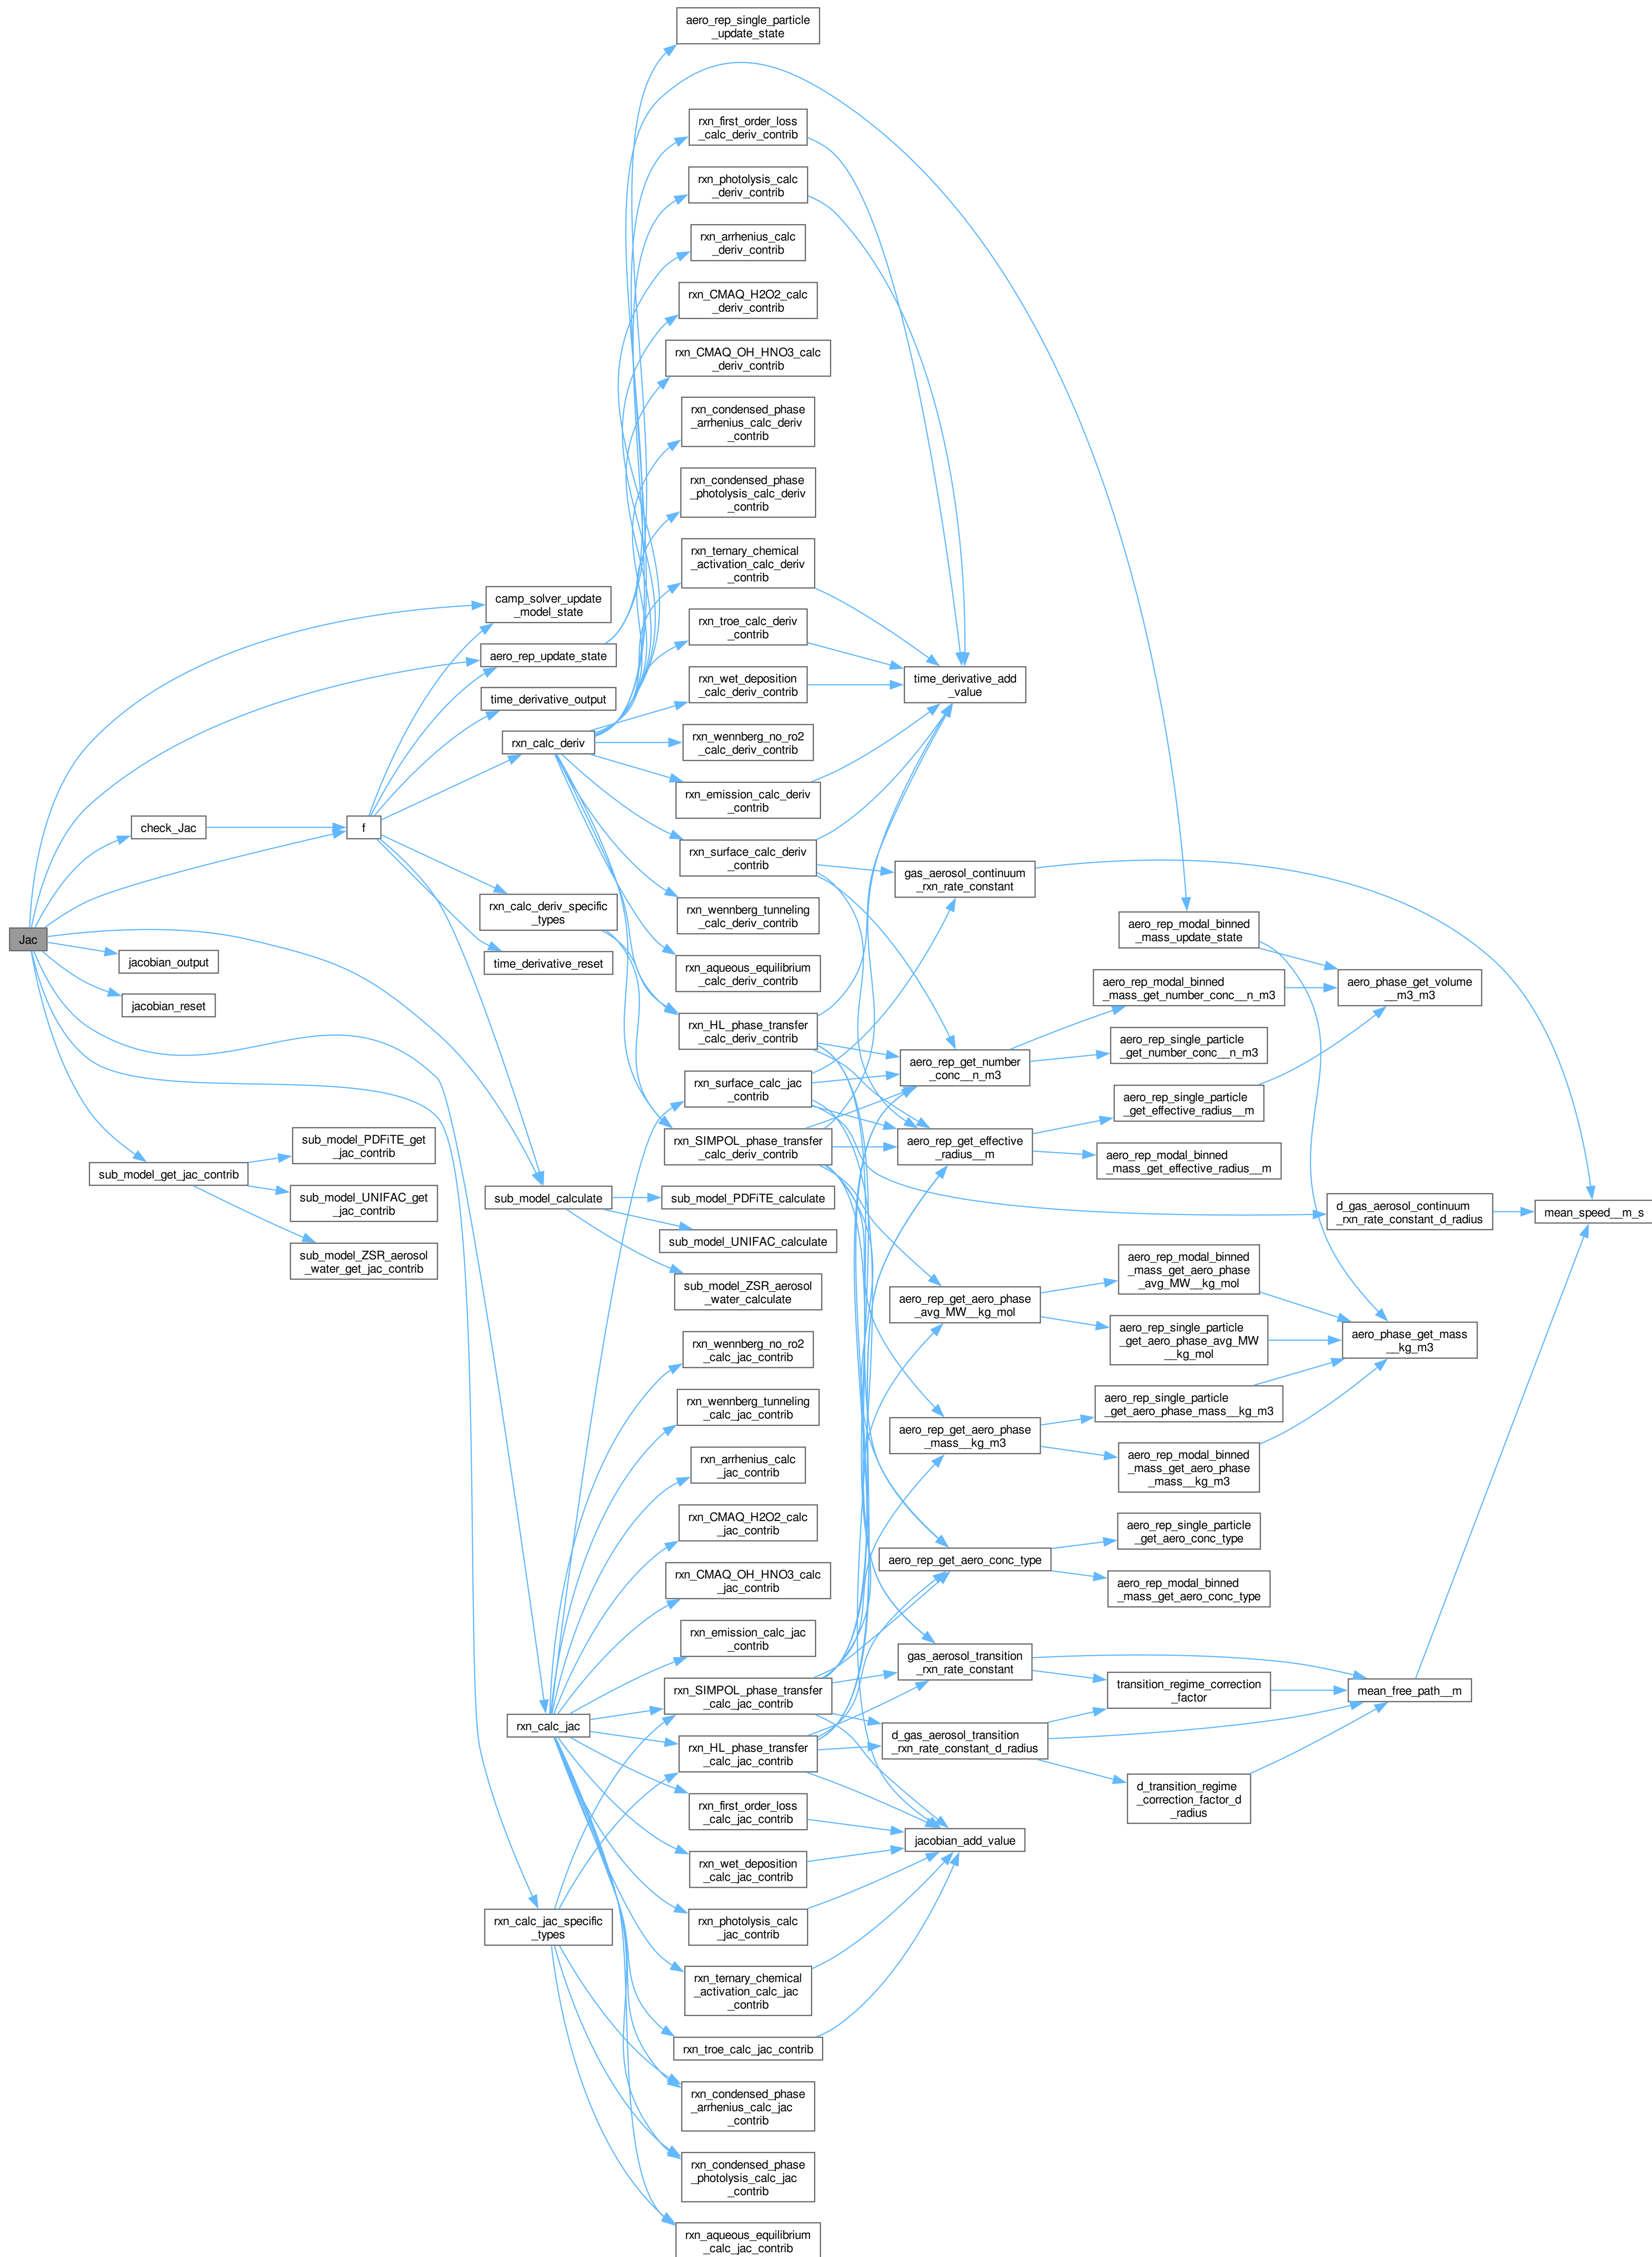 Jac
check_Jac
jacobian_output
jacobian_reset
sub_model_get_jac_contrib
sub_model_PDFiTE_get
_jac_contrib
sub_model_UNIFAC_get
_jac_contrib
sub_model_ZSR_aerosol
_water_get_jac_contrib
f
camp_solver_update
_model_state
aero_rep_update_state
time_derivative_output
rxn_calc_deriv
rxn_calc_deriv_specific
_types
time_derivative_reset
sub_model_calculate
rxn_calc_jac
rxn_calc_jac_specific
_types
aero_rep_single_particle
_update_state
rxn_first_order_loss
_calc_deriv_contrib
rxn_photolysis_calc
_deriv_contrib
rxn_arrhenius_calc
_deriv_contrib
rxn_CMAQ_H2O2_calc
_deriv_contrib
rxn_CMAQ_OH_HNO3_calc
_deriv_contrib
rxn_condensed_phase
_arrhenius_calc_deriv
_contrib
rxn_condensed_phase
_photolysis_calc_deriv
_contrib
rxn_ternary_chemical
_activation_calc_deriv
_contrib
rxn_troe_calc_deriv
_contrib
rxn_wet_deposition
_calc_deriv_contrib
rxn_wennberg_no_ro2
_calc_deriv_contrib
rxn_emission_calc_deriv
_contrib
rxn_surface_calc_deriv
_contrib
rxn_wennberg_tunneling
_calc_deriv_contrib
rxn_aqueous_equilibrium
_calc_deriv_contrib
rxn_HL_phase_transfer
_calc_deriv_contrib
rxn_surface_calc_jac
_contrib
rxn_SIMPOL_phase_transfer
_calc_deriv_contrib
sub_model_PDFiTE_calculate
sub_model_UNIFAC_calculate
sub_model_ZSR_aerosol
_water_calculate
rxn_wennberg_no_ro2
_calc_jac_contrib
rxn_wennberg_tunneling
_calc_jac_contrib
rxn_arrhenius_calc
_jac_contrib
rxn_CMAQ_H2O2_calc
_jac_contrib
rxn_CMAQ_OH_HNO3_calc
_jac_contrib
rxn_emission_calc_jac
_contrib
rxn_SIMPOL_phase_transfer
_calc_jac_contrib
rxn_HL_phase_transfer
_calc_jac_contrib
rxn_first_order_loss
_calc_jac_contrib
rxn_wet_deposition
_calc_jac_contrib
rxn_photolysis_calc
_jac_contrib
rxn_ternary_chemical
_activation_calc_jac
_contrib
rxn_troe_calc_jac_contrib
rxn_condensed_phase
_arrhenius_calc_jac
_contrib
rxn_condensed_phase
_photolysis_calc_jac
_contrib
rxn_aqueous_equilibrium
_calc_jac_contrib
time_derivative_add
_value
gas_aerosol_continuum
_rxn_rate_constant
aero_rep_get_number
_conc__n_m3
aero_rep_get_effective
_radius__m
aero_rep_get_aero_phase
_avg_MW__kg_mol
aero_rep_get_aero_phase
_mass__kg_m3
aero_rep_get_aero_conc_type
gas_aerosol_transition
_rxn_rate_constant
d_gas_aerosol_transition
_rxn_rate_constant_d_radius
jacobian_add_value
aero_rep_modal_binned
_mass_update_state
aero_rep_modal_binned
_mass_get_number_conc__n_m3
aero_rep_single_particle
_get_number_conc__n_m3
aero_rep_single_particle
_get_effective_radius__m
aero_rep_modal_binned
_mass_get_effective_radius__m
aero_rep_modal_binned
_mass_get_aero_phase
_avg_MW__kg_mol
aero_rep_single_particle
_get_aero_phase_avg_MW
__kg_mol
aero_rep_single_particle
_get_aero_phase_mass__kg_m3
aero_rep_modal_binned
_mass_get_aero_phase
_mass__kg_m3
aero_rep_single_particle
_get_aero_conc_type
aero_rep_modal_binned
_mass_get_aero_conc_type
transition_regime_correction
_factor
d_transition_regime
_correction_factor_d
_radius
aero_phase_get_volume
__m3_m3
d_gas_aerosol_continuum
_rxn_rate_constant_d_radius
aero_phase_get_mass
__kg_m3
mean_free_path__m
mean_speed__m_s